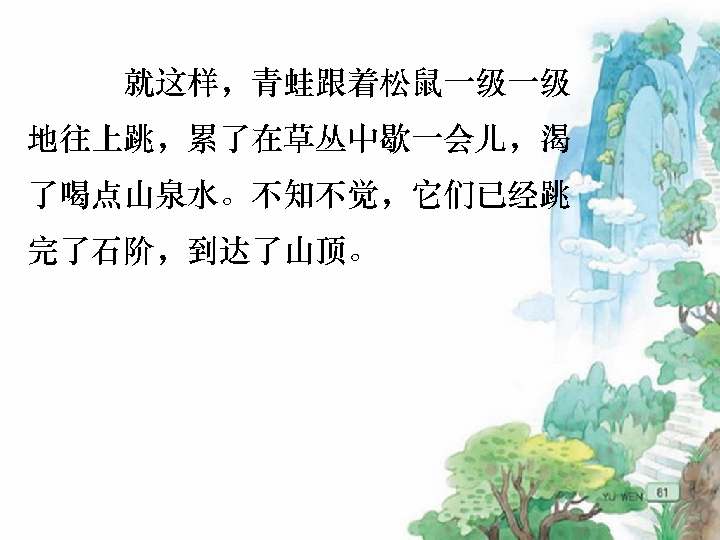 就这样，青蛙跟着松鼠一级一级
地往上跳，累了在草丛中歇一会儿，渴
了喝点山泉水。不知不觉，它们已经跳
完了石阶，到达了山顶。
YU WEN 81